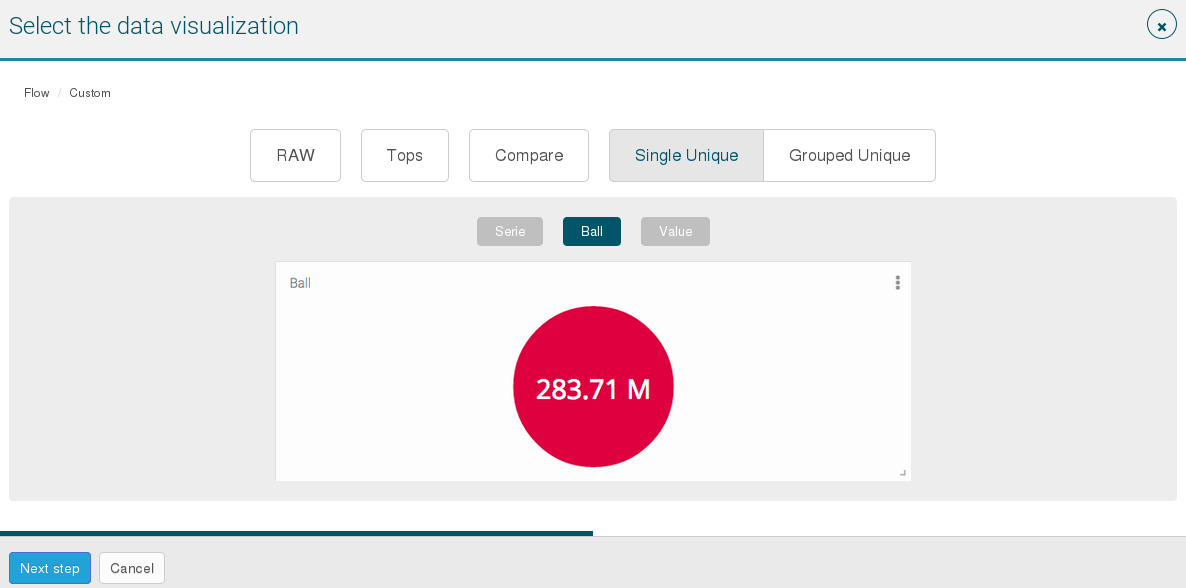 Select the data visualization
Flow / Custom
RAW Tops Compare Single Unique Grouped Unique
Serie Ball Value
Ball
283.71 M
Next step Cancel